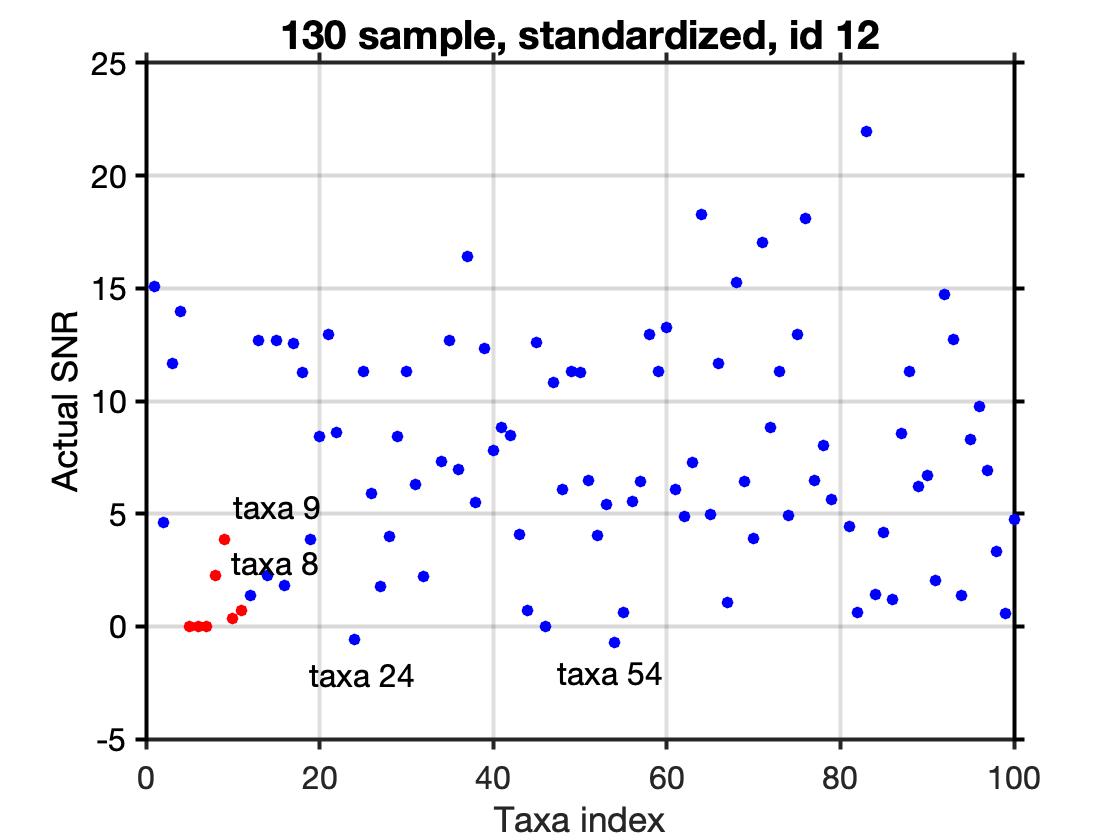 130 sample, standardized, id 12
25
20
15
10
5
0
-5
Actual SNR
taxa 9
taxa 8
taxa 24
taxa 54
0 20 40 60 80 100
Taxa index